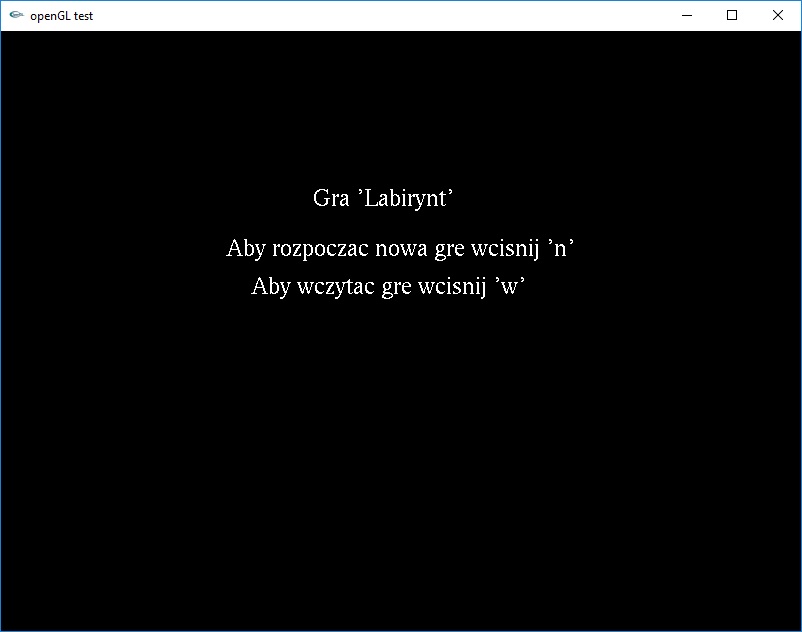 openGL test
Gra ’Labirynt’
Aby rozpoczac nowa gre wcisnij ’n’
Aby wczytac gre wcisnij ’w’